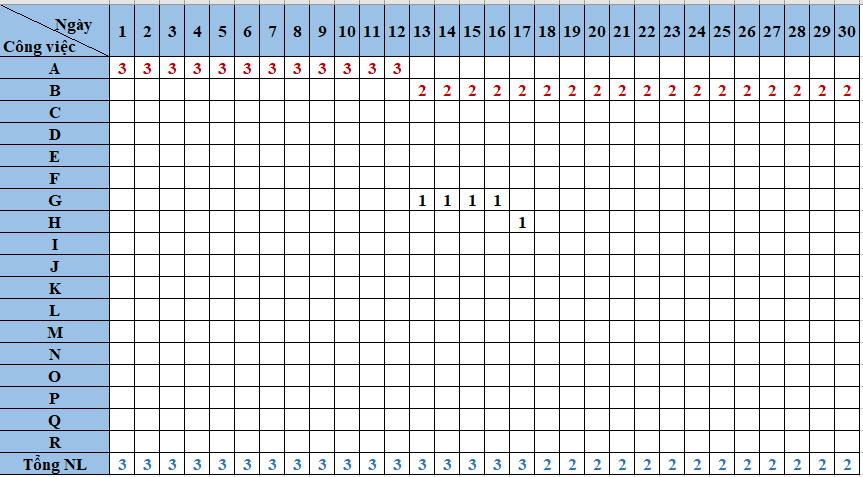 Ngày
Công việc
1 2 3 4 5 6 7 8 9 10 11 12 13 14 15 16 17 18 19 20 21 22 23 24 25 26 27 28 29 30
A 3 3 3 3 3 3 3 3 3 3 3 3
B 2 2 2 2 2 2 2 2 2 2 2 2 2 2 2 2 2 2
C
D
E
F
G 1 1 1 1
H 1
I
J
K
L
M
N
O
P
Q
R
Tổng NL 3 3 3 3 3 3 3 3 3 3 3 3 3 3 3 3 3 2 2 2 2 2 2 2 2 2 2 2 2 2